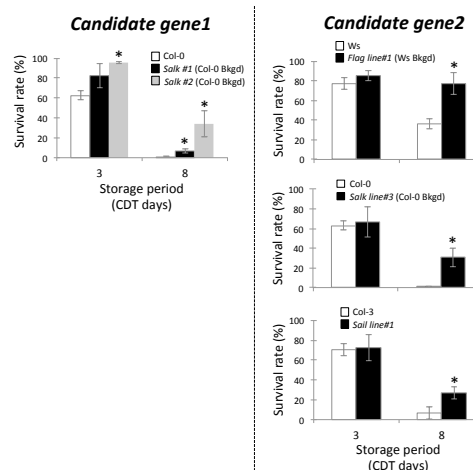 Candidate gene1
Survival rate (%)
100
80
60
40
20
0
*
*
*
Col-0
Salk #1 (Col-0 Bkgd)
Salk #2 (Col-0 Bkgd)
3
8
Storage period
(CDT days)
Candidate gene2
Survival rate (%)
100
80
60
40
20
0
Ws
Flag line#1 (Ws Bkgd)
*
Survival rate (%)
100
80
60
40
20
0
Col-0
Salk line#3 (Col-0 Bkgd)
*
Survival rate (%)
100
80
60
40
20
0
Col-3
Sail line#1
*
3
8
Storage period
(CDT days)